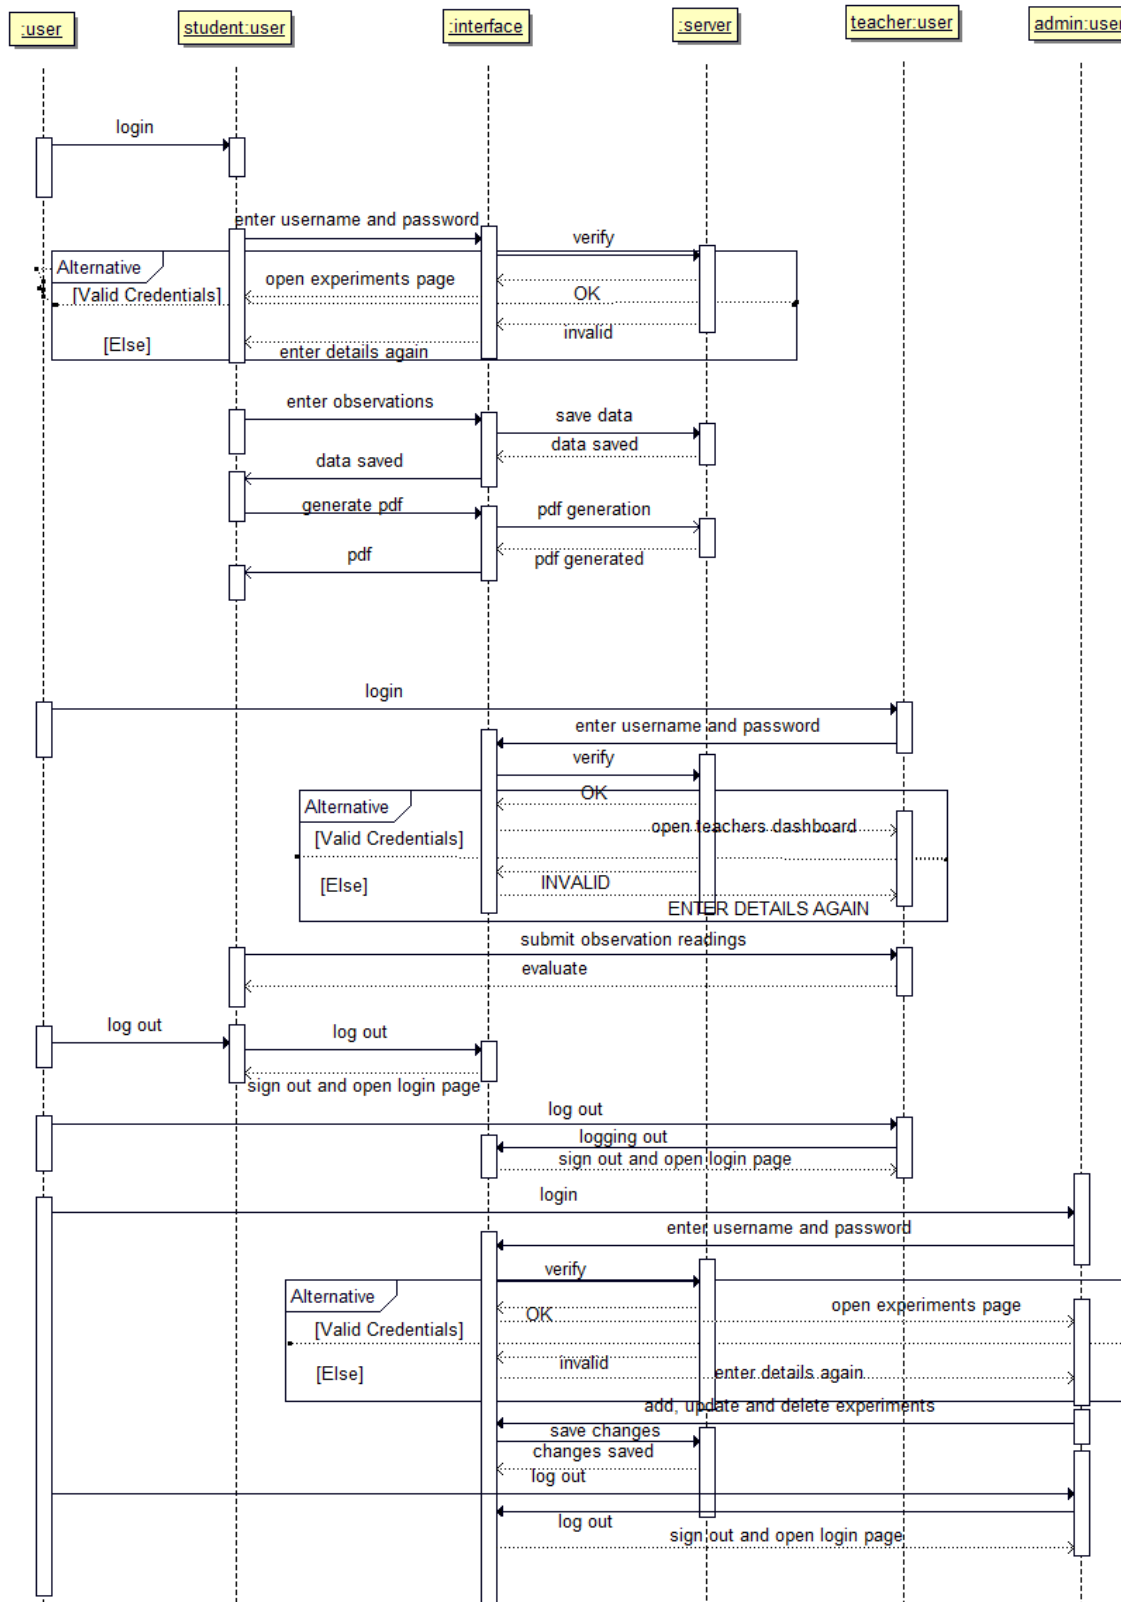 :user
student:user
:interface
:server
teacher:user
admin:user
login
enter username and password
verify
Alternative
open experiments page
[Valid Credentials]
OK
invalid
[Else]
enter details again
enter observations
save data
data saved
data saved
generate pdf
pdf generation
pdf
pdf generated
login
enter username and password
verify
OK
Alternative
open teachers dashboard
[Valid Credentials]
INVALID
[Else]
ENTER DETAILS AGAIN
submit observation readings
evaluate
log out
log out
sign out and open login page
log out
logging out
sign out and open login page
login
enter username and password
verify
Alternative
open experiments page
OK
[Valid Credentials]
invalid
[Else]
enter details again
add, update and delete experiments
save changes
changes saved
log out
log out
sign out and open login page